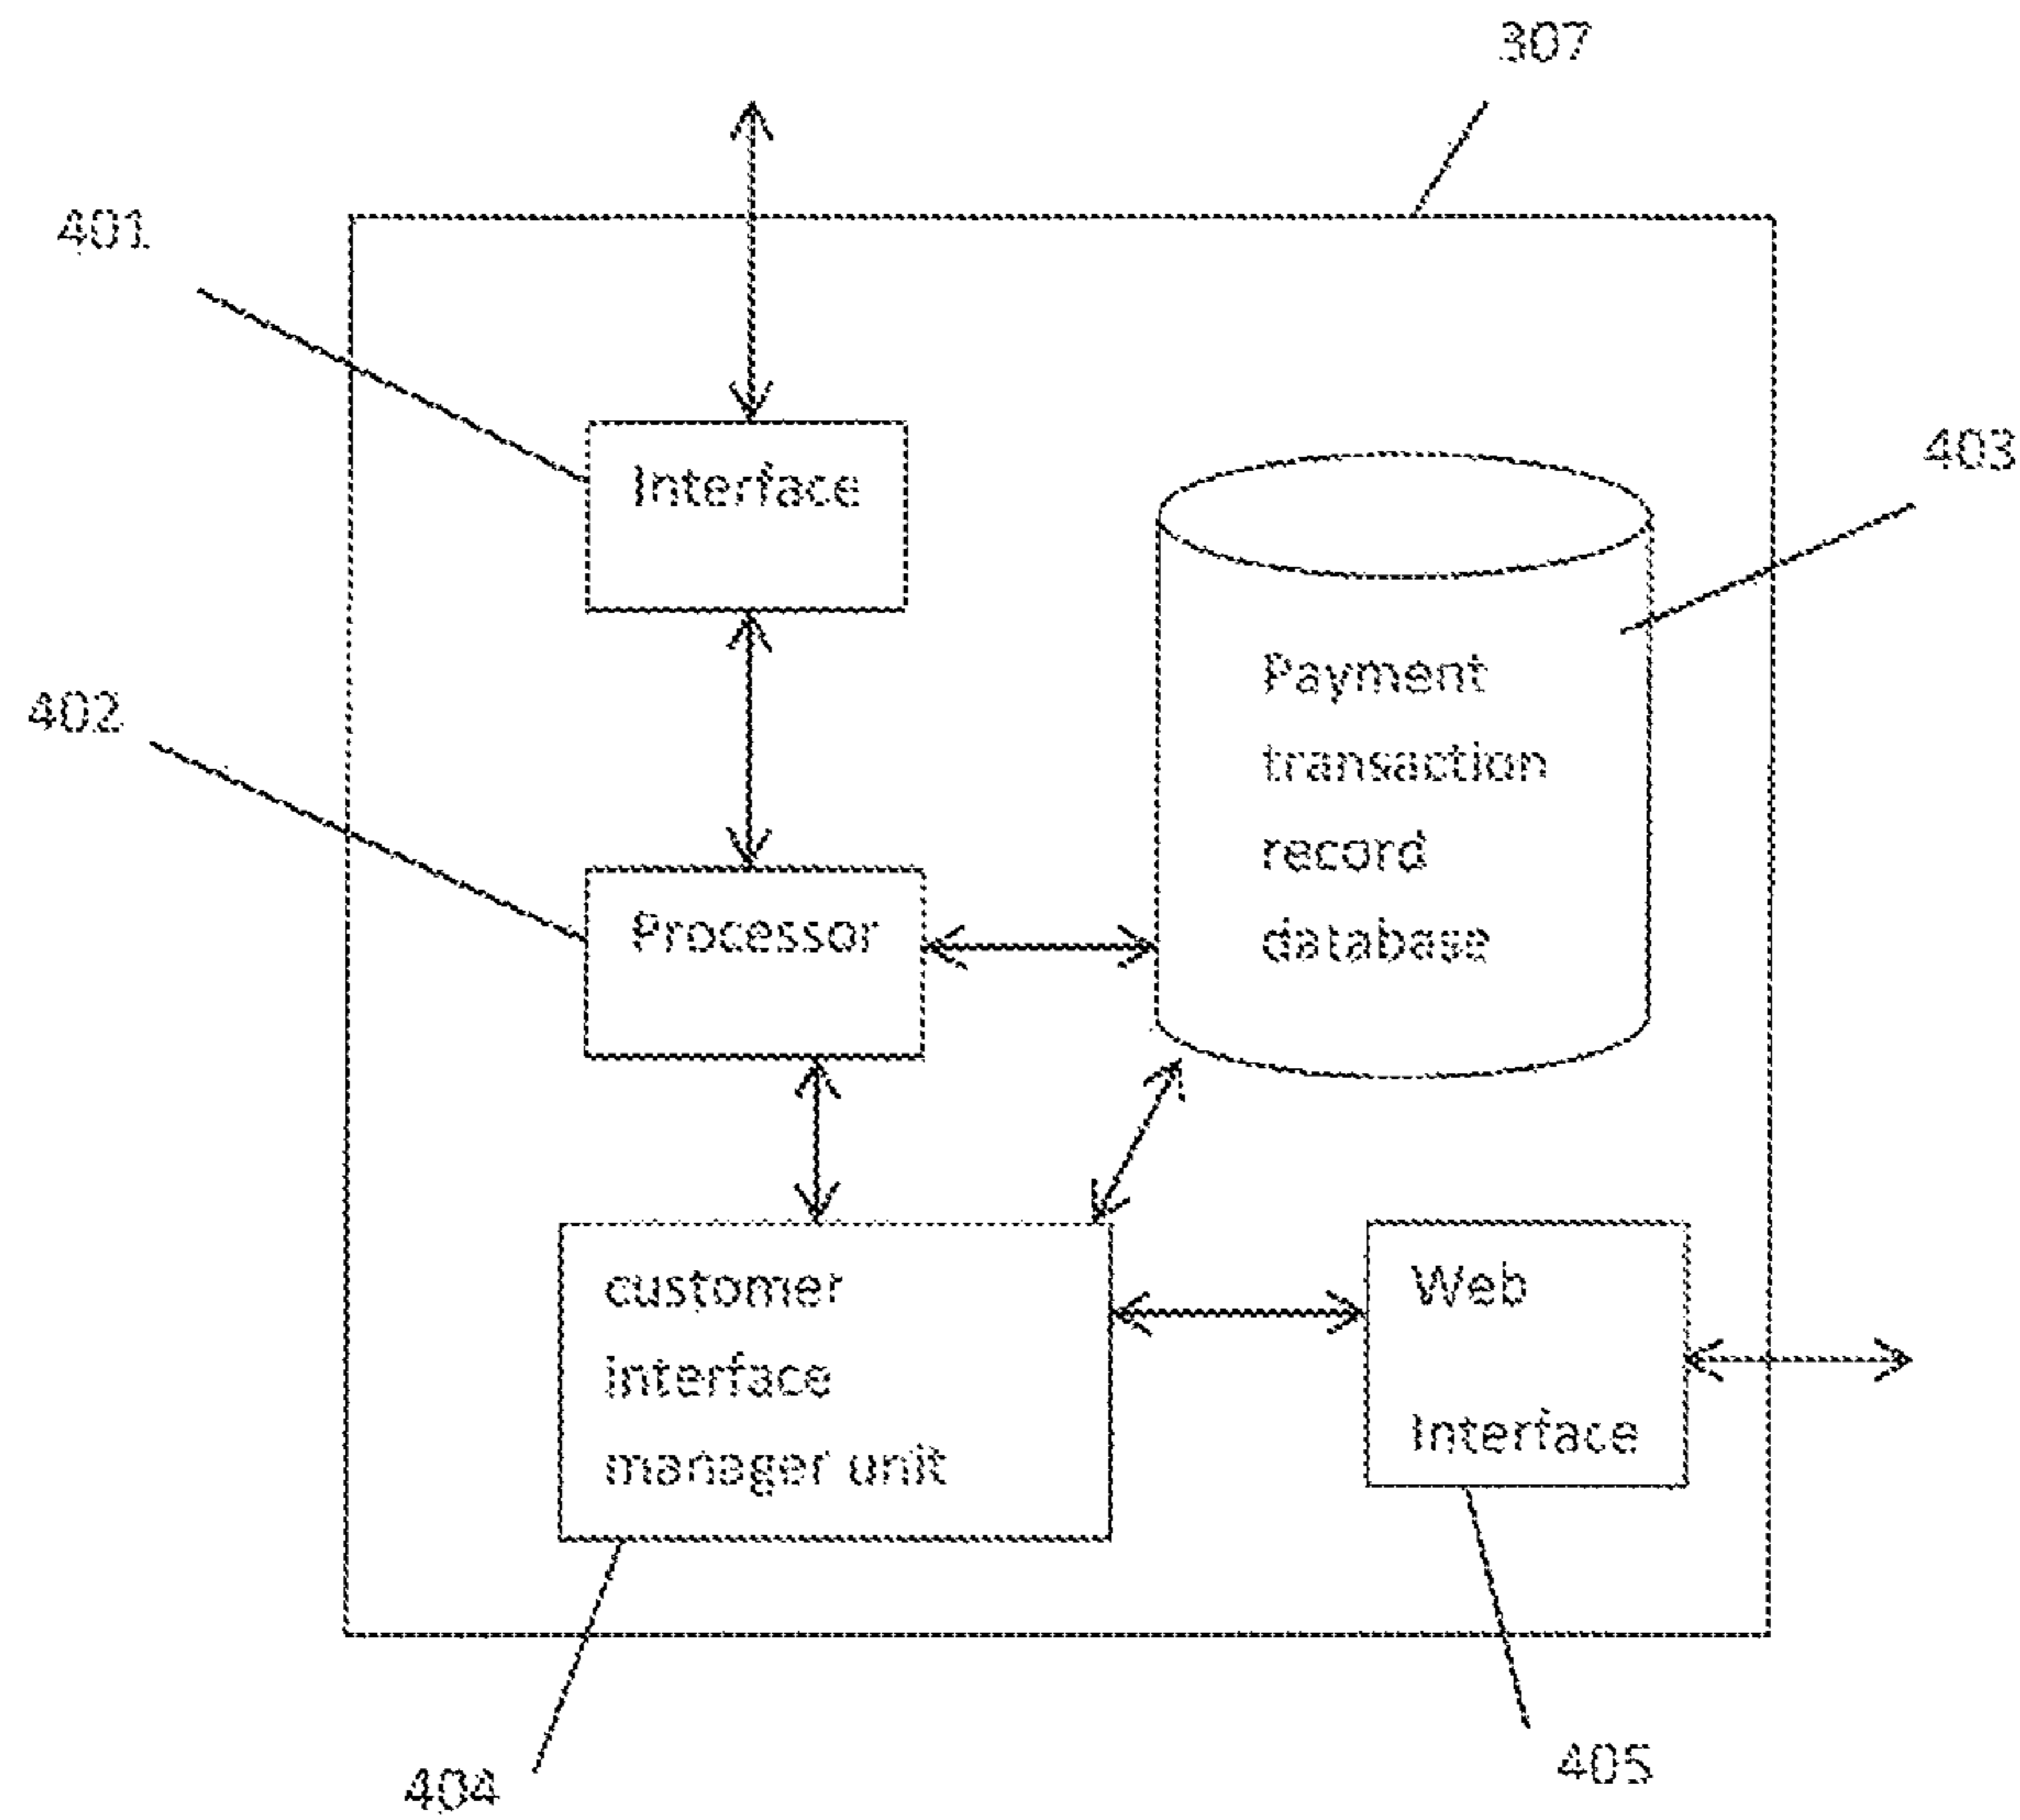 307
401
Interface
403
Payment
transaction
record
database
402
Processor
customer
interface
manager unit
Web
Interface
404
405